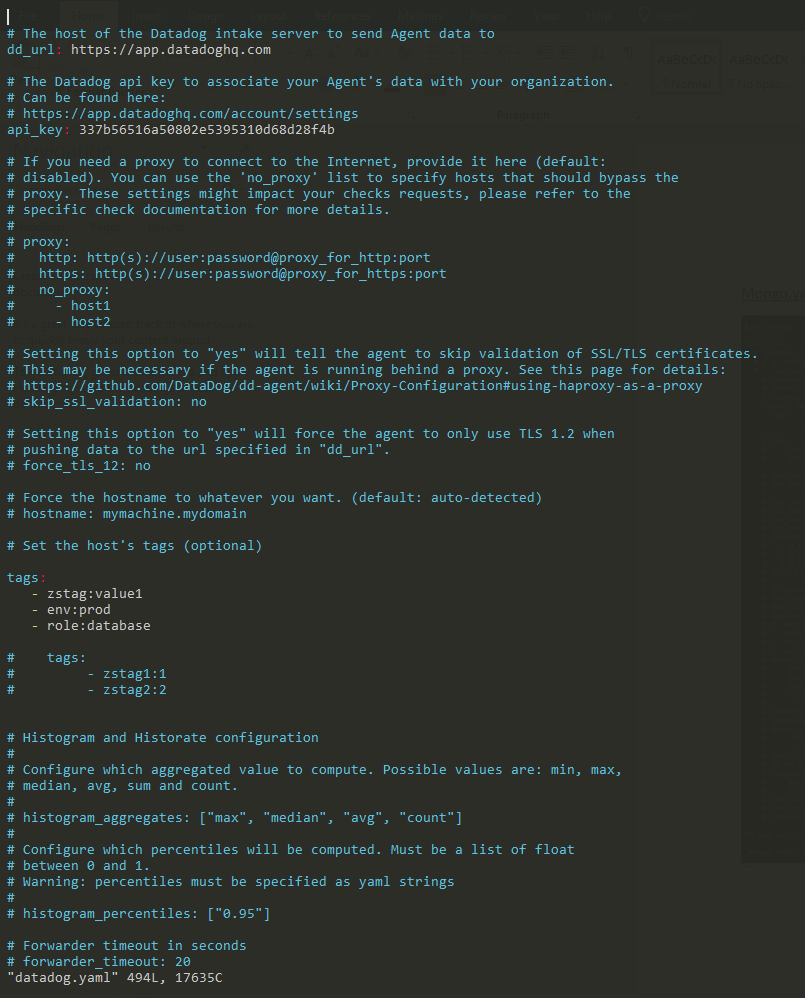 # The host of the Datadog intake server to send Agent data to
dd_url: https://app.datadoghq.com
# The Datadog api key to associate your Agent's data with your organization.
# Can be found here:
# https://app.datadoghq.com/account/settings
api_key: 337b56516a50802e5395310d68d28f4b
# If you need a proxy to connect to the Internet, provide it here (default:
# disabled). You can use the 'no_proxy' list to specify hosts that should bypass the
# proxy. These settings might impact your checks requests, please refer to the
# specific check documentation for more details.
#
# proxy:
#   http: http(s)://user:password@proxy_for_http:port
#   https: http(s)://user:password@proxy_for_https:port
#   no_proxy:
#     - host1
#     - host2
# Setting this option to "yes" will tell the agent to skip validation of SSL/TLS certificates.
# This may be necessary if the agent is running behind a proxy. See this page for details:
# https://github.com/DataDog/dd-agent/wiki/Proxy-Configuration#using-haproxy-as-a-proxy
# skip_ssl_validation: no
# Setting this option to "yes" will force the agent to only use TLS 1.2 when
# pushing data to the url specified in "dd_url".
# force_tls_12: no
# Force the hostname to whatever you want. (default: auto-detected)
# hostname: mymachine.mydomain
# Set the host's tags (optional)
tags:
   - zstag:value1
   - env:prod
   - role:database
#    tags:
#         - zstag1:1
#         - zstag2:2
# Histogram and Historate configuration
#
# Configure which aggregated value to compute. Possible values are: min, max,
# median, avg, sum and count.
#
# histogram_aggregates: ["max", "median", "avg", "count"]
#
# Configure which percentiles will be computed. Must be a list of float
# between 0 and 1.
# Warning: percentiles must be specified as yaml strings
#
# histogram_percentiles: ["0.95"]
# Forwarder timeout in seconds
# forwarder_timeout: 20
"datadog.yaml" 494L, 17635C